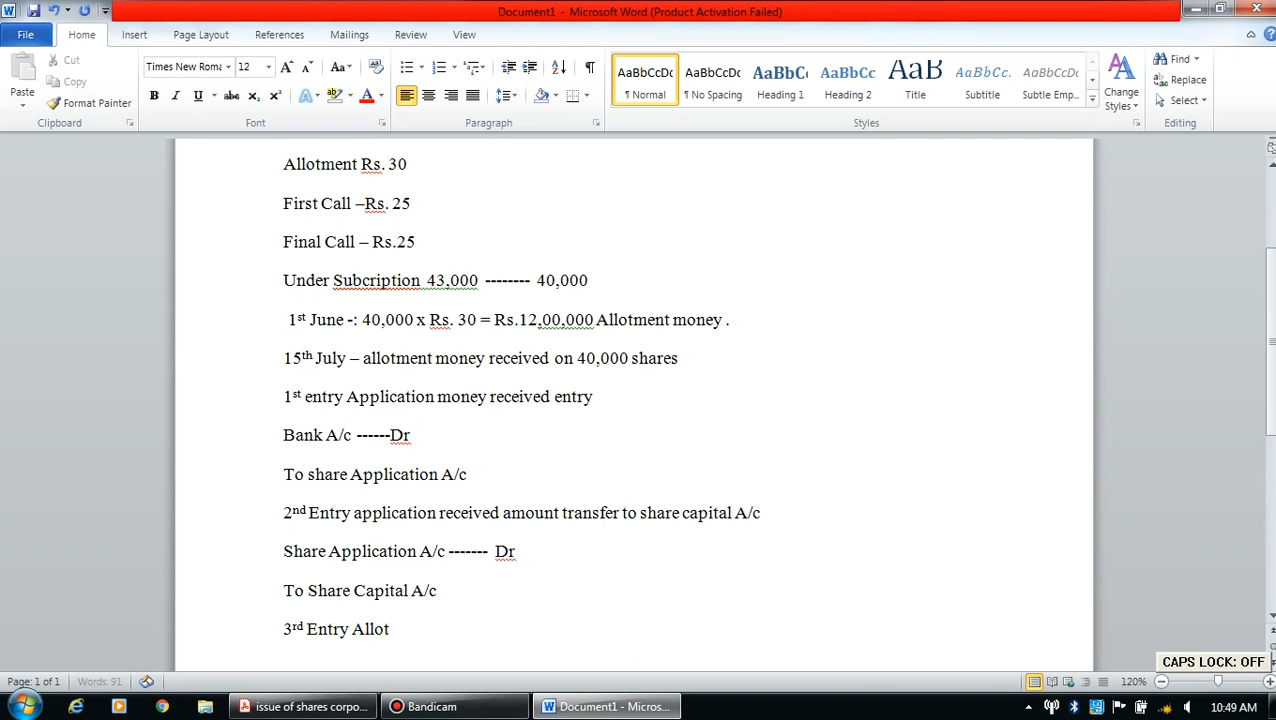 Document1 - Microsoft Word (Product Activation Failed)
File Home Insert Page Layout References Mailings Review View
Paste Cut Copy Format Painter Clipboard
Times New Roma 12 Font
Paragraph
AaBbCcDc ¶ Normal
AaBbCcDc ¶ No Spacing
AaBbC Heading 1
AaBbCc Heading 2
AaB Title
AaBbCc. Subtitle
AaBbCcDc Subtle Emp...
Change Styles Styles
Find Replace Select Editing
Allotment Rs. 30
First Call –Rs. 25
Final Call – Rs.25
Under Subcription 43,000 -------- 40,000
1st June -: 40,000 x Rs. 30 = Rs.12,00,000 Allotment money .
15th July – allotment money received on 40,000 shares
1st entry Application money received entry
Bank A/c ------Dr
To share Application A/c
2nd Entry application received amount transfer to share capital A/c
Share Application A/c ------- Dr
To Share Capital A/c
3rd Entry Allot
CAPS LOCK: OFF
Page: 1 of 1 Words: 91 120%
issue of shares corpo... Bandicam Document1 - Micros... 10:49 AM